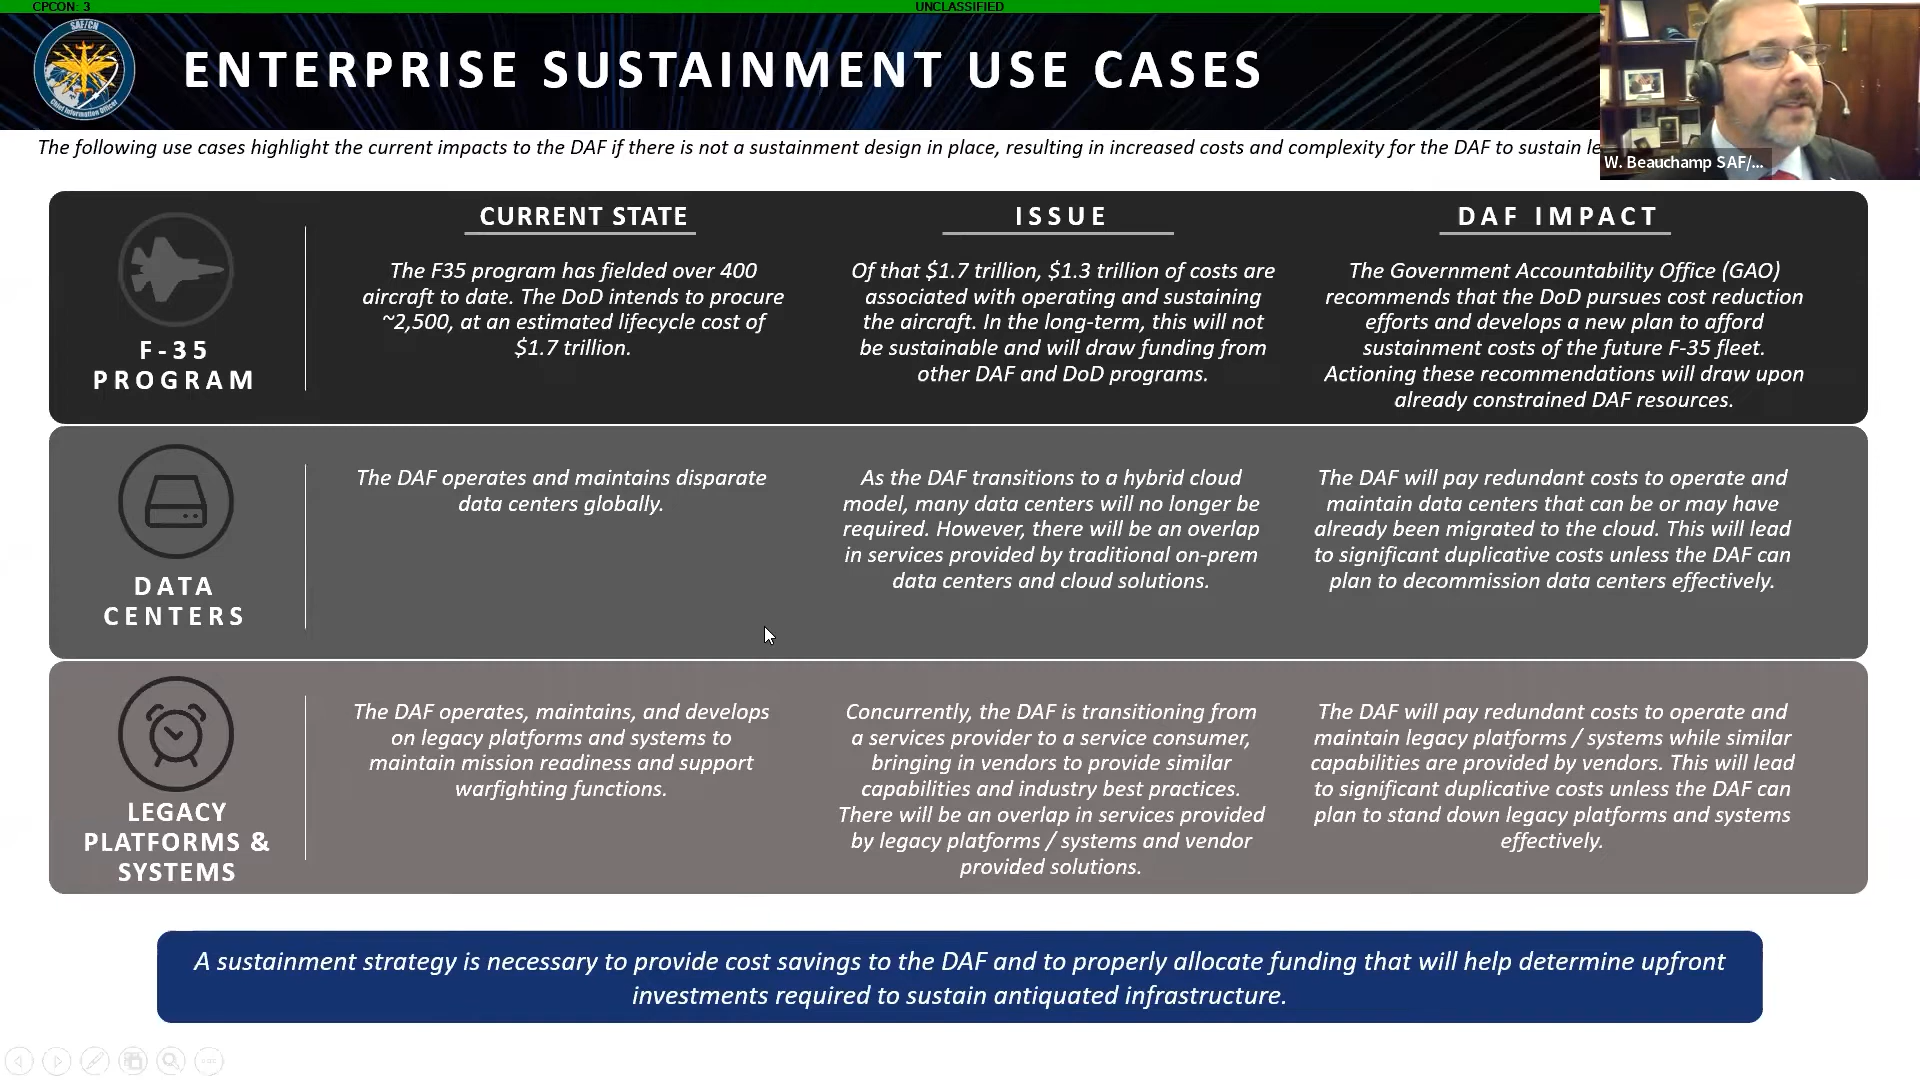 CPCON: 3
UNCLASSIFIED
SAF/CN
Chief Information Officer
ENTERPRISE SUSTAINMENT USE CASES
The following use cases highlight the current impacts to the DAF if there is not a sustainment design in place, resulting in increased costs and complexity for the DAF to sustain
W. Beauchamp SAF/...
CURRENT STATE
ISSUE
DAF IMPACT
F-35
PROGRAM
The F35 program has fielded over 400
aircraft to date. The DoD intends to procure
~2,500, at an estimated lifecycle cost of
$1.7 trillion.
Of that $1.7 trillion, $1.3 trillion of costs are
associated with operating and sustaining
the aircraft. In the long-term, this will not
be sustainable and will draw funding from
other DAF and DoD programs.
The Government Accountability Office (GAO)
recommends that the DoD pursues cost reduction
efforts and develops a new plan to afford
sustainment costs of the future F-35 fleet.
Actioning these recommendations will draw upon
already constrained DAF resources.
DATA
CENTERS
The DAF operates and maintains disparate
data centers globally.
As the DAF transitions to a hybrid cloud
model, many data centers will no longer be
required. However, there will be an overlap
in services provided by traditional on-prem
data centers and cloud solutions.
The DAF will pay redundant costs to operate and
maintain data centers that can be or may have
already been migrated to the cloud. This will lead
to significant duplicative costs unless the DAF can
plan to decommission data centers effectively.
LEGACY
PLATFORMS &
SYSTEMS
The DAF operates, maintains, and develops
on legacy platforms and systems to
maintain mission readiness and support
warfighting functions.
Concurrently, the DAF is transitioning from
a services provider to a service consumer,
bringing in vendors to provide similar
capabilities and industry best practices.
There will be an overlap in services provided
by legacy platforms / systems and vendor
provided solutions.
The DAF will pay redundant costs to operate and
maintain legacy platforms / systems while similar
capabilities are provided by vendors. This will lead
to significant duplicative costs unless the DAF can
plan to stand down legacy platforms and systems
effectively.
A sustainment strategy is necessary to provide cost savings to the DAF and to properly allocate funding that will help determine upfront
investments required to sustain antiquated infrastructure.